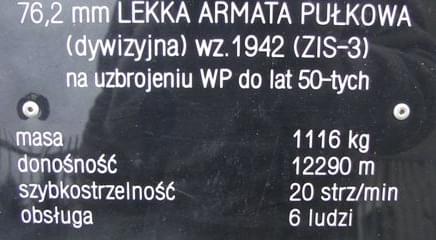 76,2 mm LEKKA ARMATA PUŁKOWA
(dywizyjna) wz.1942 (ZIS-3)
na uzbrojeniu WP do lat 50-tych
masa 1116 kg
donośność 12290 m
szybkostrzelność 20 strz/min
obsługa 6 ludzi